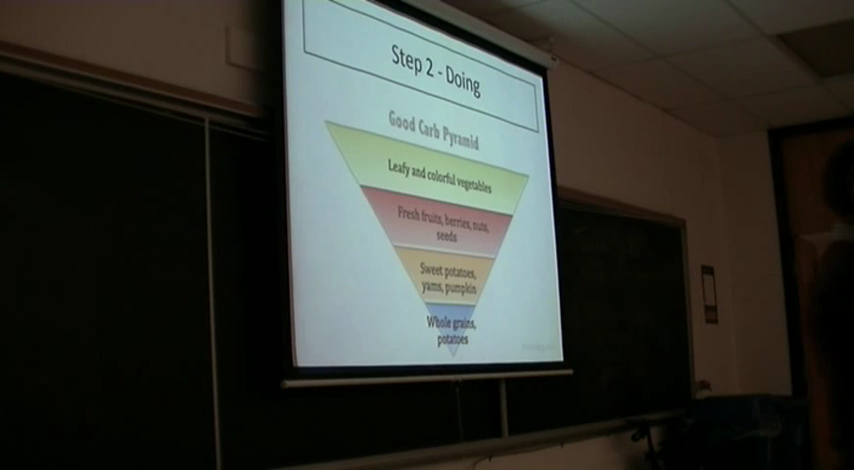 Step 2 - Doing
Good Carb Pyramid
Leafy and colorful vegetables
Fresh fruits, berries, nuts,
seeds
Sweet potatoes,
yams, pumpkin
Whole grains,
potatoes